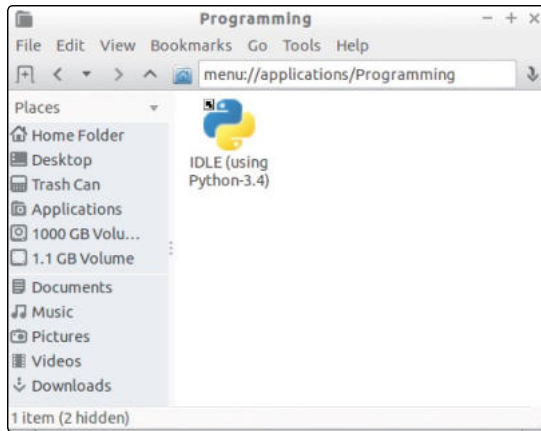 Programming
File Edit View Bookmarks Go Tools Help
menu://applications/Programming
Places
Home Folder
Desktop
Trash Can
Applications
1000 GB Volu...
1.1 GB Volume
Documents
Music
Pictures
Videos
Downloads
IDLE (using
Python-3.4)
1 item (2 hidden)